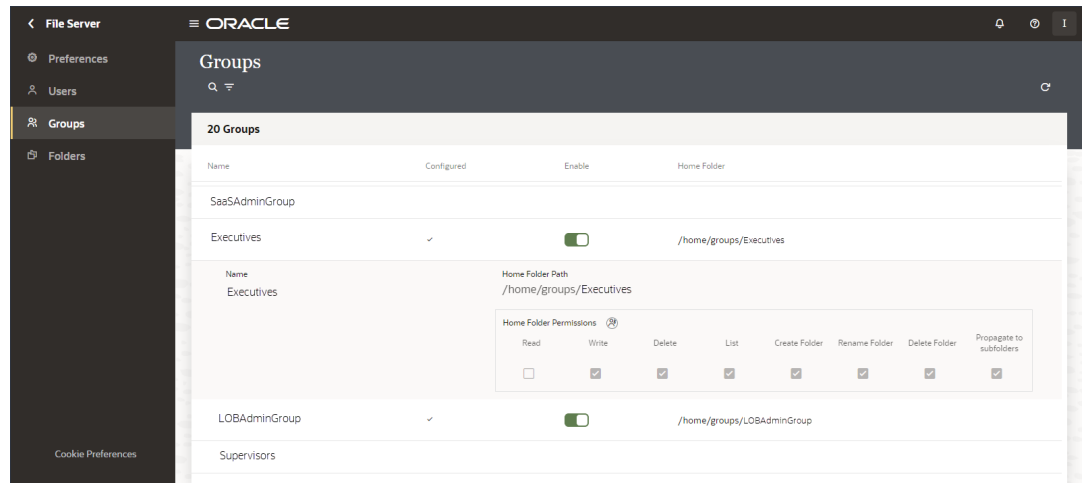 File Server
ORACLE
I
Preferences
Users
Groups
Folders
Cookie Preferences
Groups
20 Groups
Name Configured Enable Home Folder
SaaSAdminGroup
Executives /home/groups/Executives
Name Home Folder Path
Executives /home/groups/Executives
Home Folder Permissions
Read Write Delete List Create Folder Rename Folder Delete Folder Propagate to
subfolders
LOBAdminGroup /home/groups/LOBAdminGroup
Supervisors